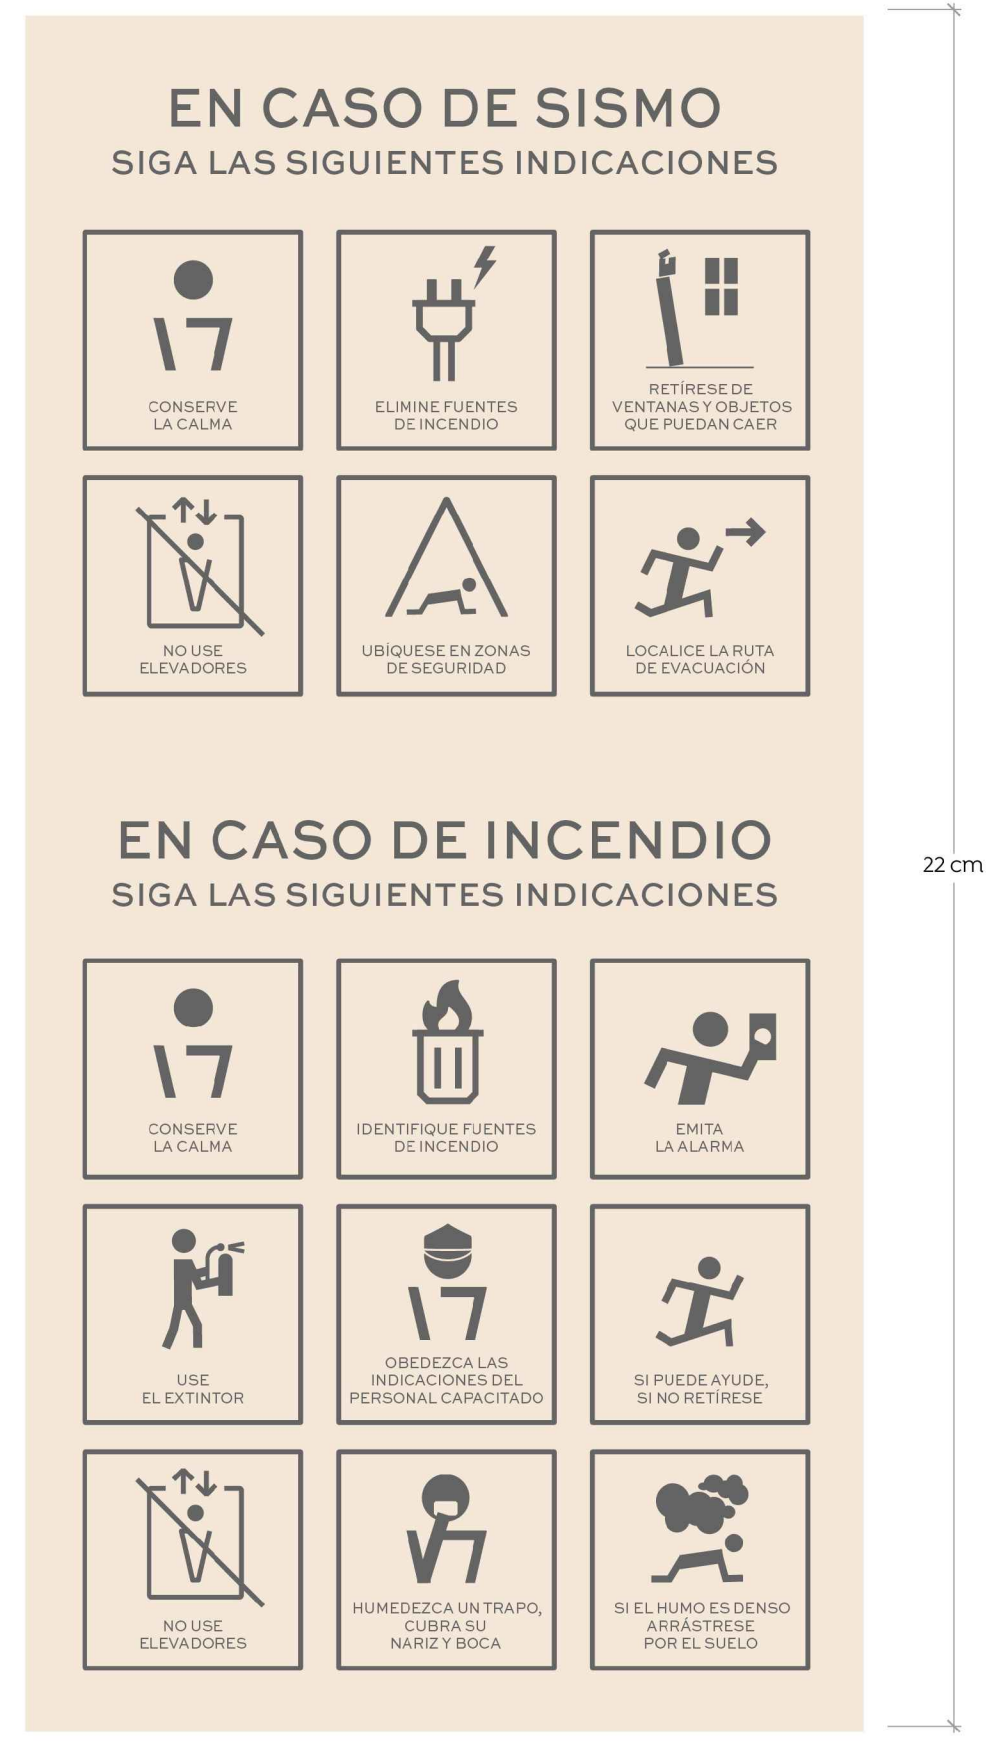 EN CASO DE SISMO
SIGA LAS SIGUIENTES INDICACIONES
CONSERVE
LA CALMA
ELIMINE FUENTES
DE INCENDIO
RETÍRESE DE
VENTANAS Y OBJETOS
QUE PUEDAN CAER
NO USE
ELEVADORES
UBÍQUESE EN ZONAS
DE SEGURIDAD
LOCALICE LA RUTA
DE EVACUACIÓN
EN CASO DE INCENDIO
SIGA LAS SIGUIENTES INDICACIONES
22 cm
CONSERVE
LA CALMA
IDENTIFIQUE FUENTES
DE INCENDIO
EMITA
LA ALARMA
USE
EL EXTINTOR
OBEDEZCA LAS
INDICACIONES DEL
PERSONAL CAPACITADO
SI PUEDE AYUDE,
SI NO RETÍRESE
NO USE
ELEVADORES
HUMEDEZCA UN TRAPO,
CUBRA SU
NARIZ Y BOCA
SI EL HUMO ES DENSO
ARRÁSTRESE
POR EL SUELO